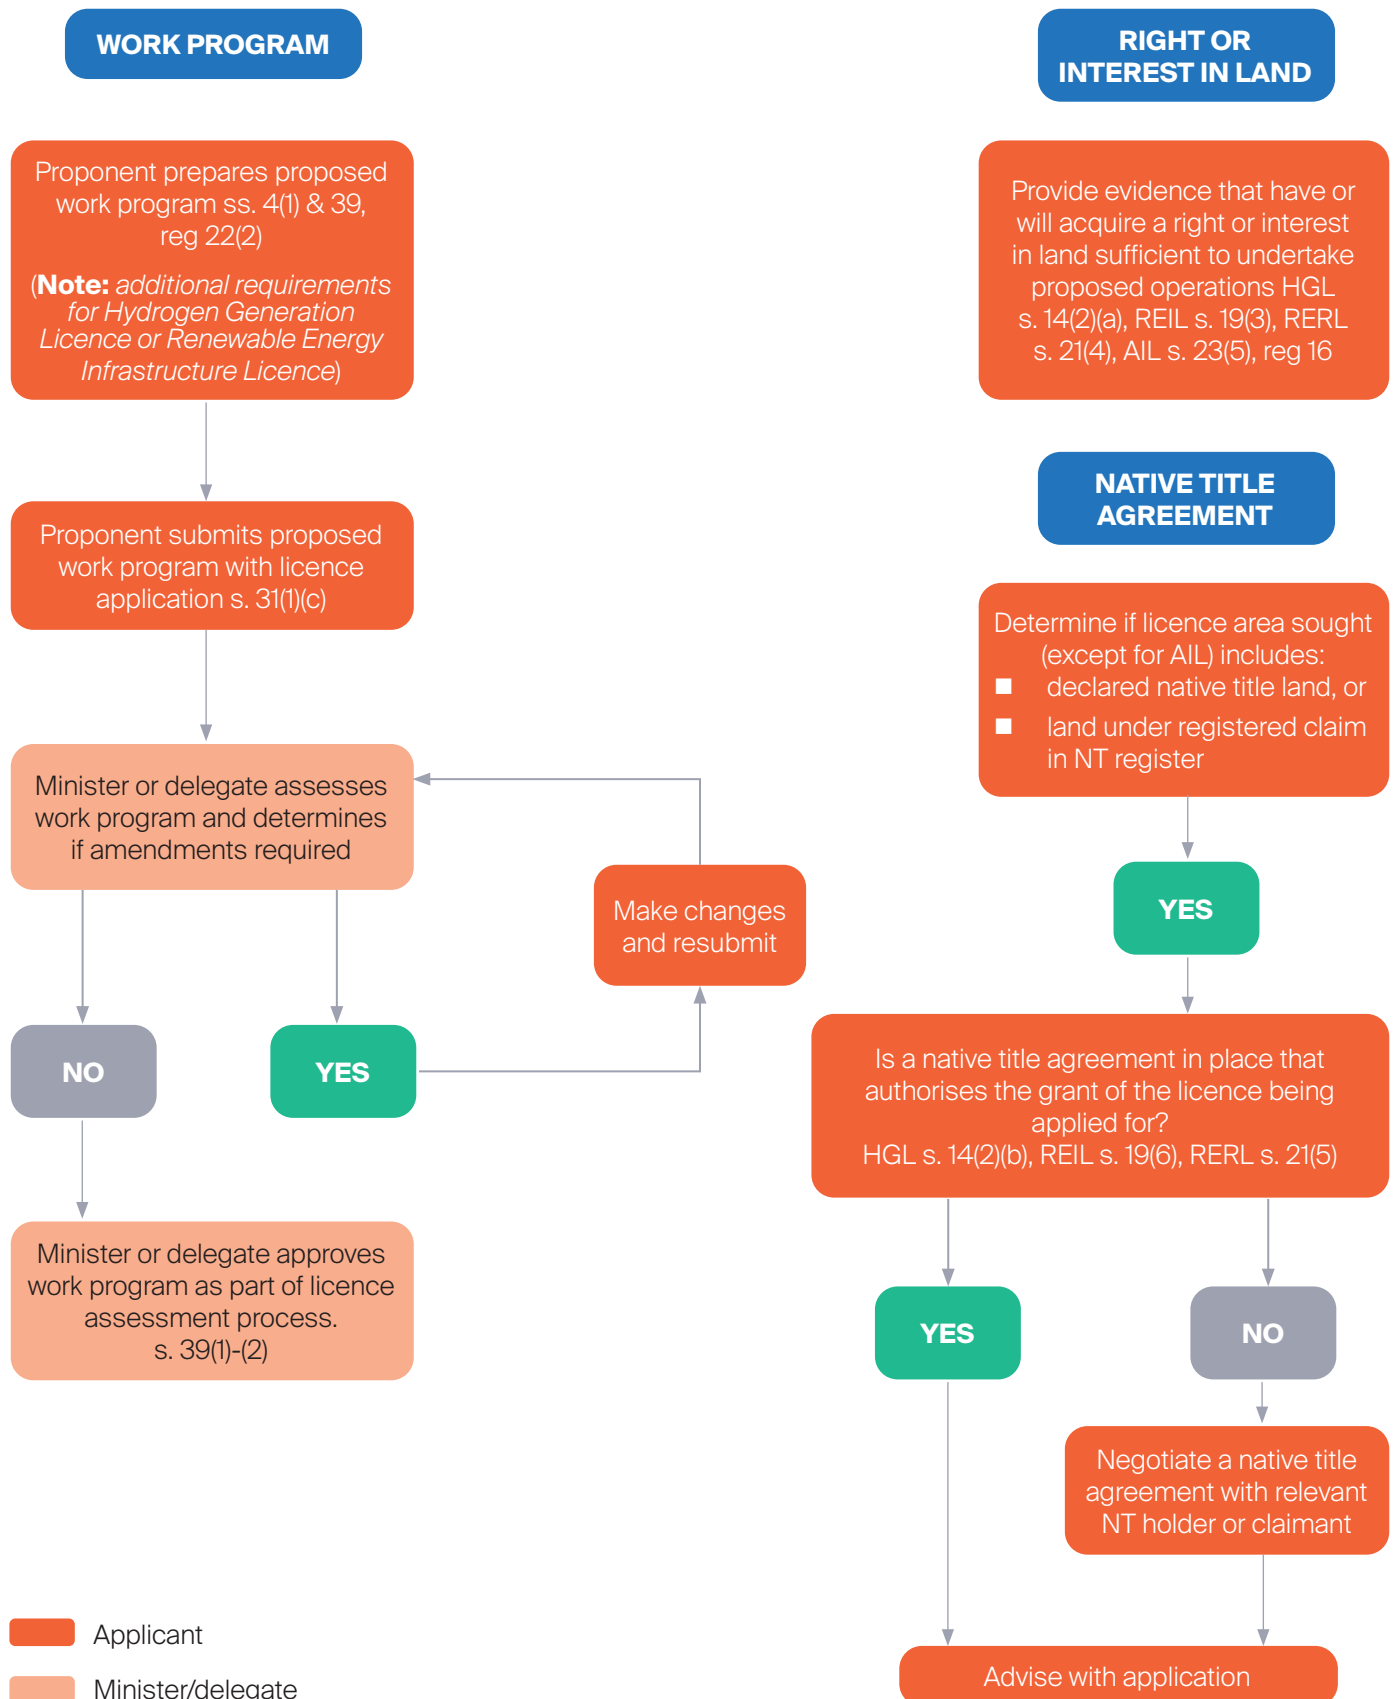 WORK PROGRAM
Proponent prepares proposed
work program ss. 4(1) & 39,
reg 22(2)
(Note: additional requirements
for Hydrogen Generation
Licence or Renewable Energy
Infrastructure Licence)
Proponent submits proposed
work program with licence
application s. 31(1)(c)
Minister or delegate assesses
work program and determines
if amendments required
Make changes
and resubmit
NO
YES
Minister or delegate approves
work program as part of licence
assessment process.
s. 39(1)-(2)
RIGHT OR
INTEREST IN LAND
Provide evidence that have or
will acquire a right or interest
in land sufficient to undertake
proposed operations HGL
s. 14(2)(a), REIL s. 19(3), RERL
s. 21(4), AIL s. 23(5), reg 16
NATIVE TITLE
AGREEMENT
Determine if licence area sought
(except for AIL) includes:
declared native title land, or
land under registered claim
in NT register
YES
Is a native title agreement in place that
authorises the grant of the licence being
applied for?
HGL s. 14(2)(b), REIL s. 19(6), RERL s. 21(5)
YES
NO
Negotiate a native title
agreement with relevant
NT holder or claimant
Advise with application
Applicant
Minister/delegate